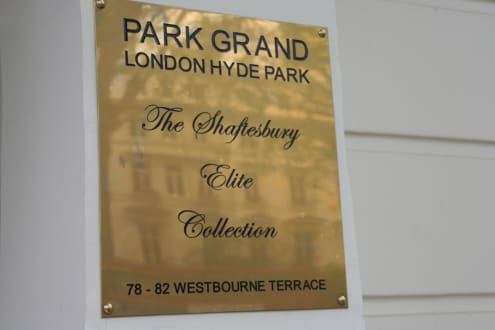 PARK GRAND
LONDON HYDE PARK
The Shaftesbury
Elite
Collection
78 - 82 WESTBOURNE TERRACE